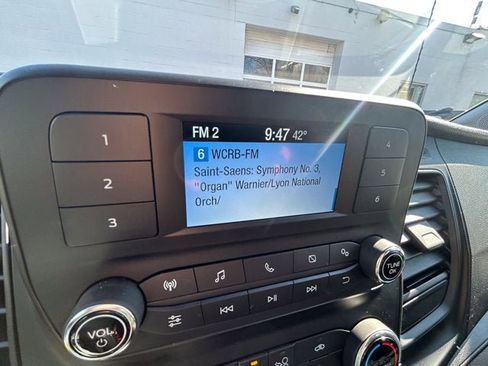 FM 2 9:47 42°
6 WCRB-FM
Saint-Saens: Symphony No. 3,
"Organ" Warnier/Lyon National
Orch/
1
2
3
4
5
6
VOL
TUNE